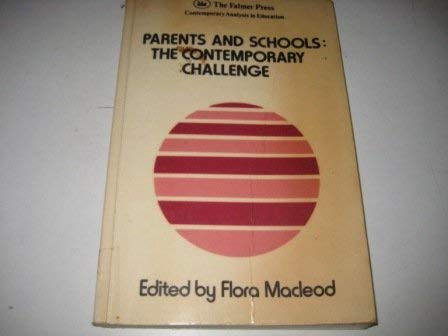 The Falmer Press
Contemporary Analysis in Education
PARENTS AND SCHOOLS:
THE CONTEMPORARY
CHALLENGE
Edited by Flora Macleod